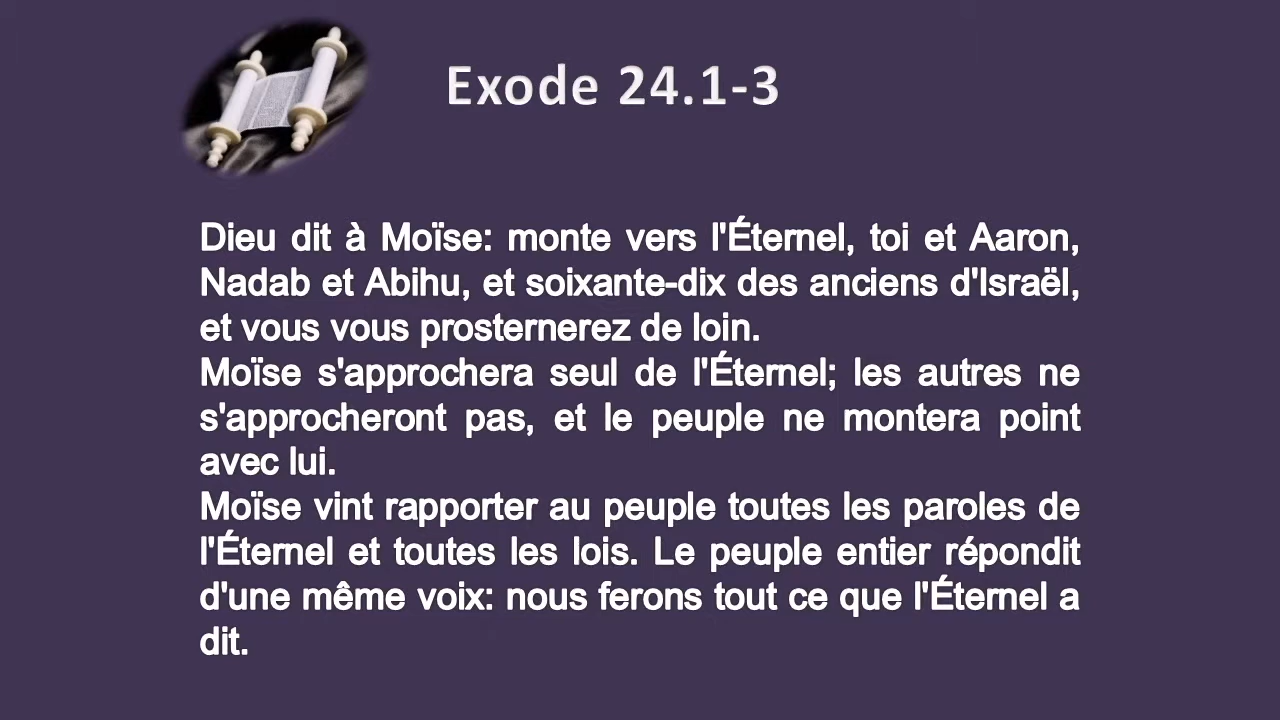 Exode 24.1-3
Dieu dit à Moïse: monte vers l'Éternel, toi et Aaron,
Nadab et Abihu, et soixante-dix des anciens d'Israël,
et vous vous prosternerez de loin.
Moïse s'approchera seul de l'Éternel; les autres ne
s'approcheront pas, et le peuple ne montera point
avec lui.
Moïse vint rapporter au peuple toutes les paroles de
l'Éternel et toutes les lois. Le peuple entier répondit
d'une même voix: nous ferons tout ce que l'Éternel a
dit.